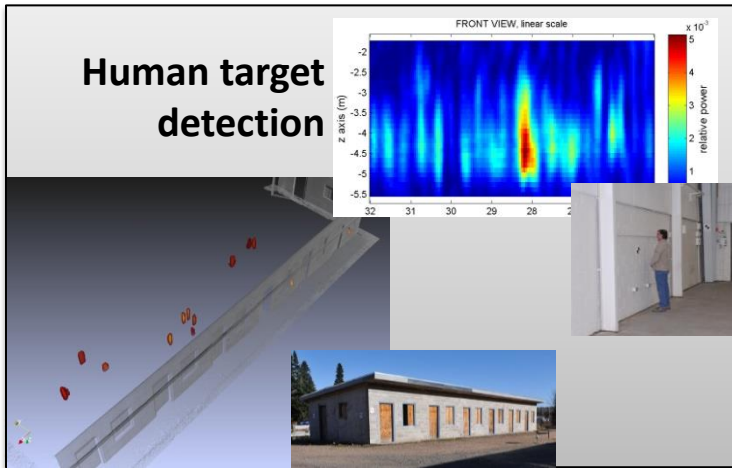 Human target
detection
FRONT VIEW, linear scale
x 10⁻³
-2
-2.5
-3
-3.5
-4
-4.5
-5
-5.5
z axis (m)
32 31 30 29 28
5
4
3
2
1
relative power